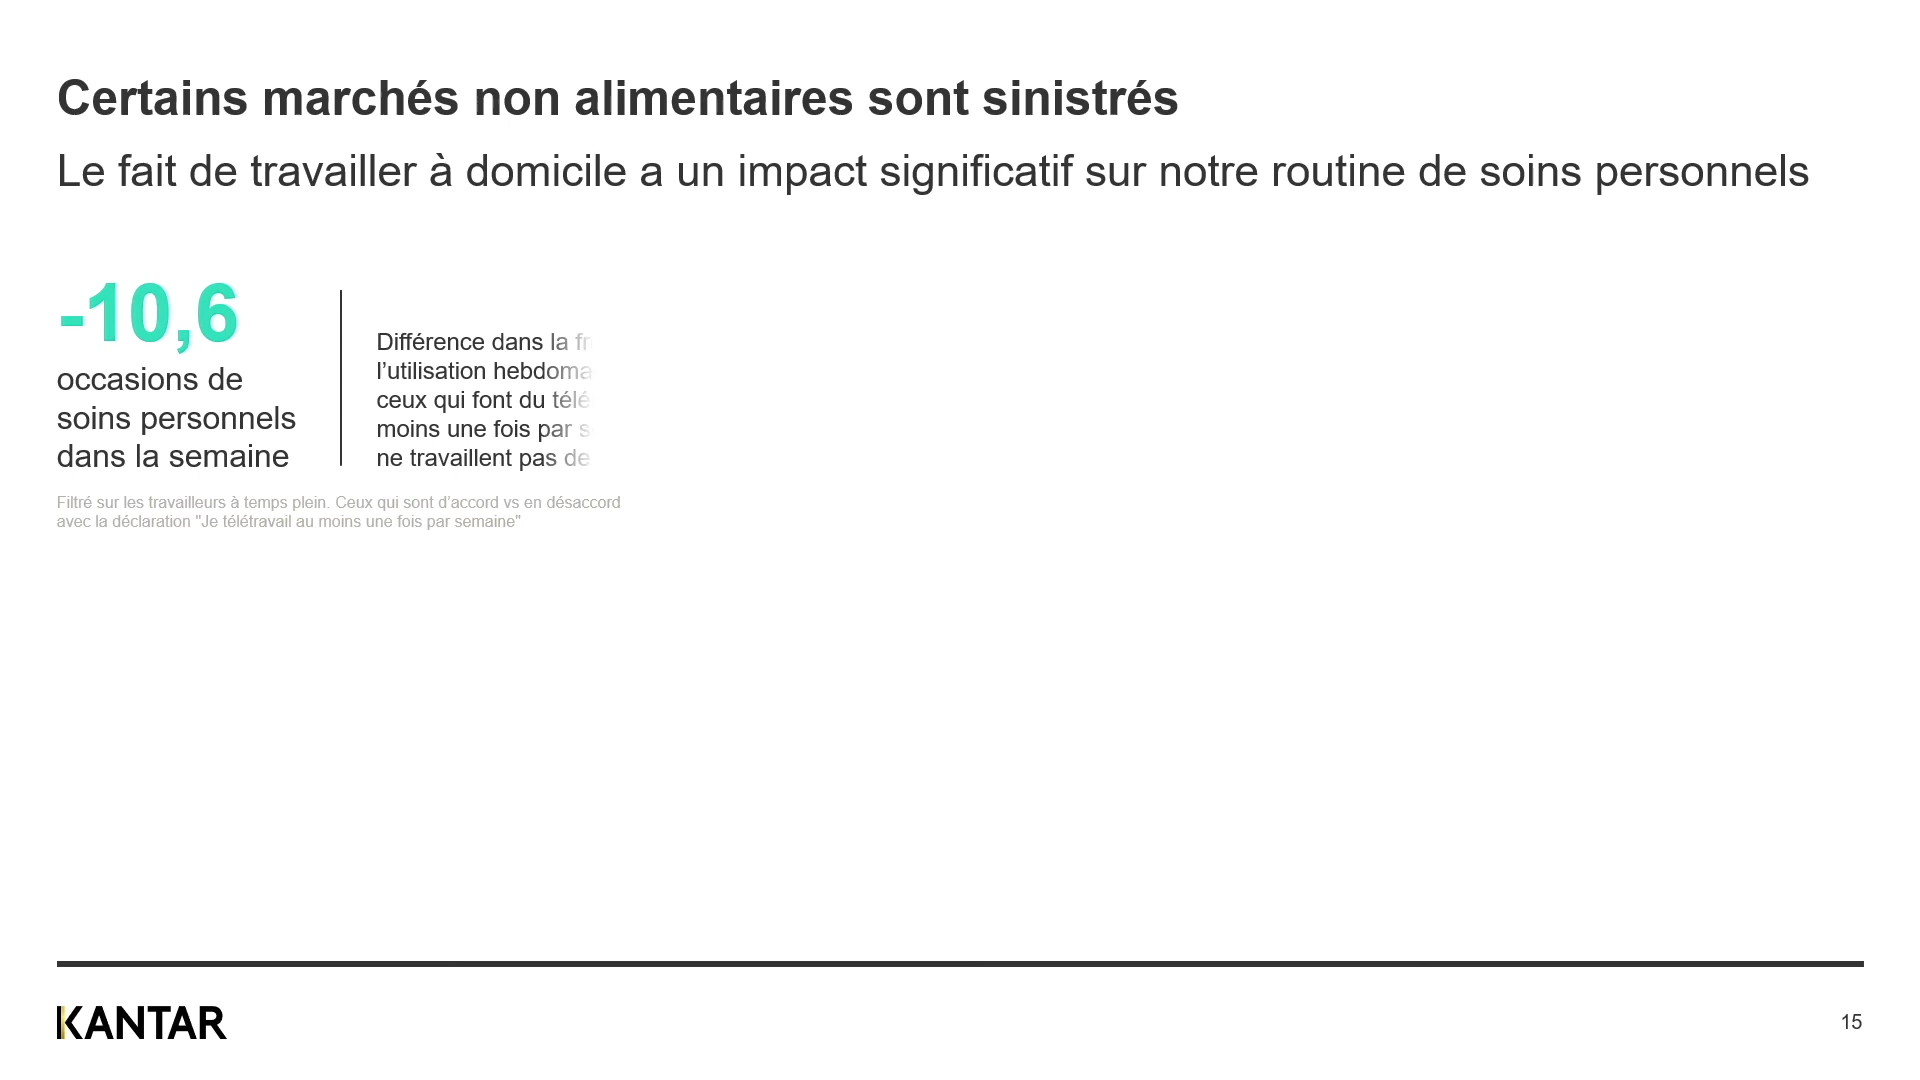 Certains marchés non alimentaires sont sinistrés
Le fait de travailler à domicile a un impact significatif sur notre routine de soins personnels
-10,6
occasions de
soins personnels
dans la semaine
Différence dans la
l’utilisation
ceux qui font du
moins une fois par
ne travaillent pas de
Filtré sur les travailleurs à temps plein. Ceux qui sont d’accord vs en désaccord
avec la déclaration "Je télétravail au moins une fois par semaine"
KANTAR
15